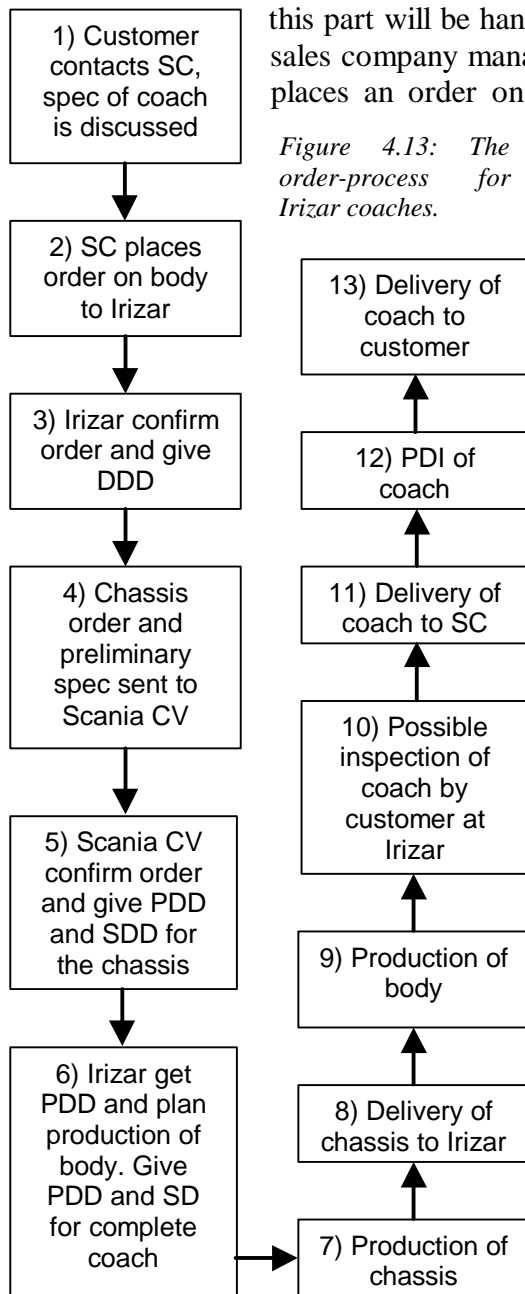 this part will be han
sales company mana
places an order on
Figure 4.13: The
order-process for
Irizar coaches.
1) Customer
contacts SC,
spec of coach
is discussed
2) SC places
order on body
to Irizar
3) Irizar confirm
order and give
DDD
4) Chassis
order and
preliminary
spec sent to
Scania CV
5) Scania CV
confirm order
and give PDD
and SDD for
the chassis
6) Irizar get
PDD and plan
production of
body. Give
PDD and SD
for complete
coach
7) Production of
chassis
8) Delivery of
chassis to Irizar
9) Production of
body
10) Possible
inspection of
coach by
customer at
Irizar
11) Delivery of
coach to SC
12) PDI of
coach
13) Delivery of
coach to
customer